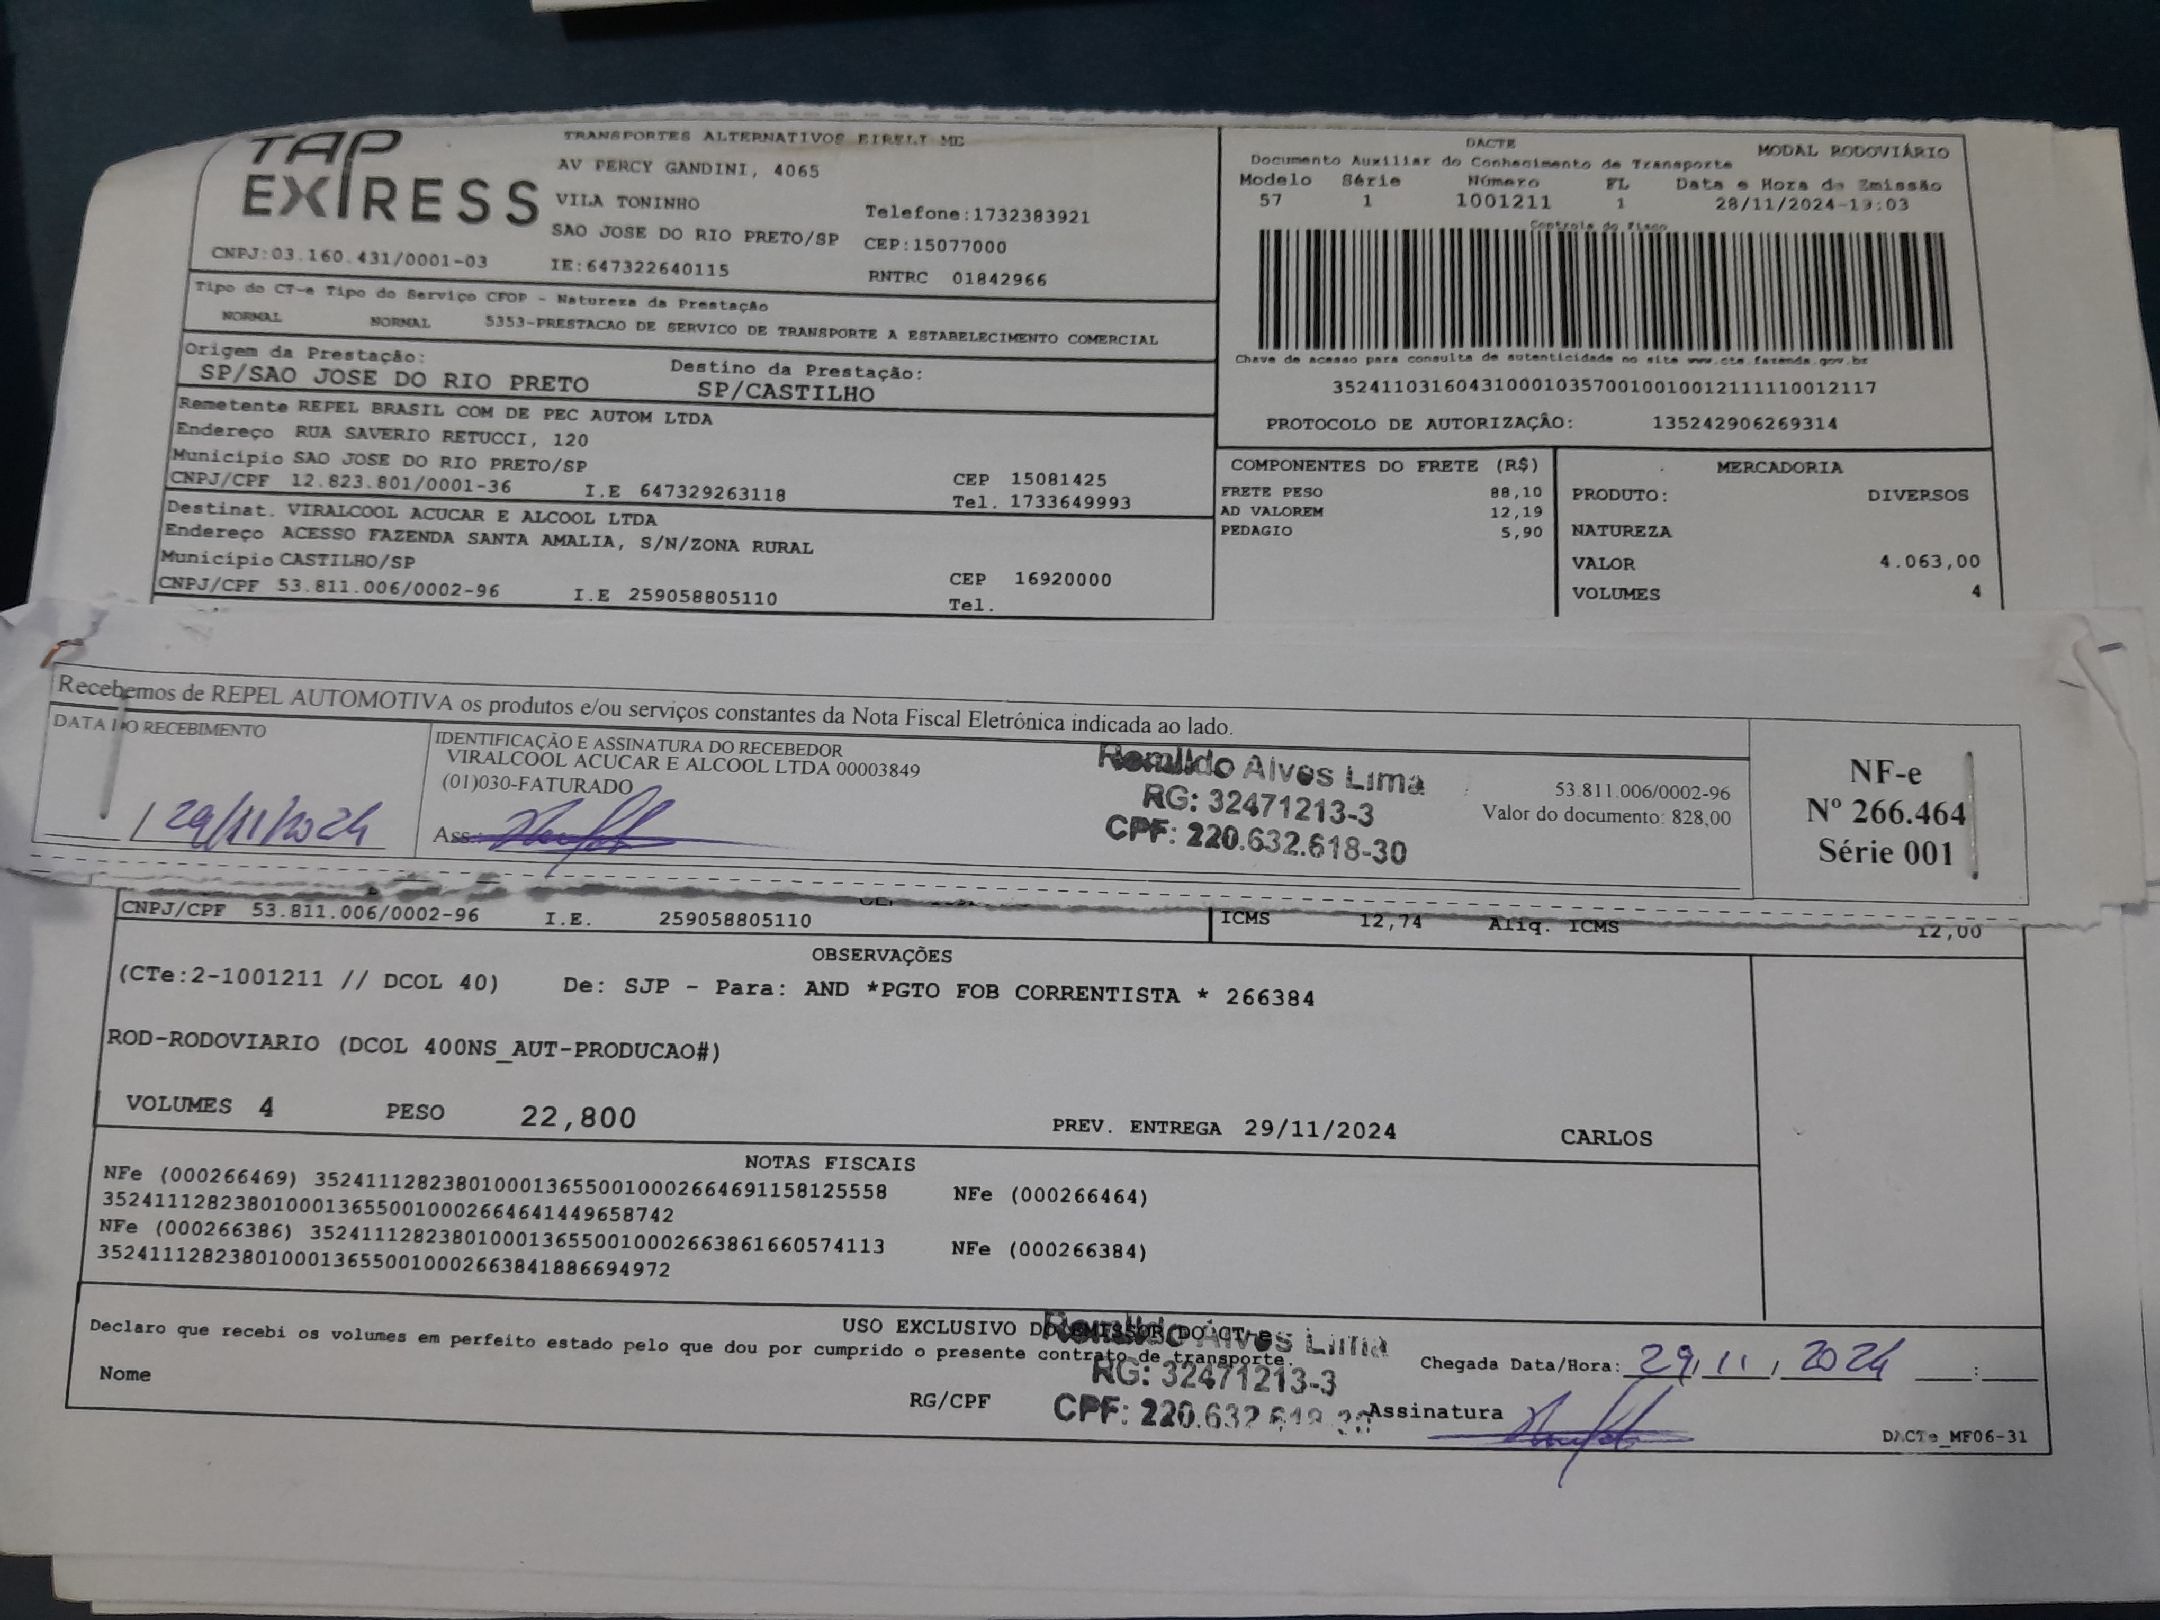 TAP EXPRESS
TRANSPORTES ALTERNATIVOS EIRELI ME
AV PERCY GANDINI, 4065
VILA TONINHO
Telefone:1732383921
SAO JOSE DO RIO PRETO/SP CEP:15077000
CNPJ:03.160.431/0001-03 IE:647322640115 RNTRC 01842966
Tipo do CT-e Tipo do Serviço CFOP - Natureza da Prestação
NORMAL NORMAL 5353-PRESTACAO DE SERVICO DE TRANSPORTE A ESTABELECIMENTO COMERCIAL
Origem da Prestação: Destino da Prestação:
SP/SAO JOSE DO RIO PRETO SP/CASTILHO
Remetente REPEL BRASIL COM DE PEC AUTOM LTDA
Endereço RUA SAVERIO RETUCCI, 120
Município SAO JOSE DO RIO PRETO/SP CEP 15081425
CNPJ/CPF 12.823.801/0001-36 I.E 647329263118 Tel. 1733649993
Destinat. VIRALCOOL ACUCAR E ALCOOL LTDA
Endereço ACESSO FAZENDA SANTA AMALIA, S/N/ZONA RURAL
Município CASTILHO/SP CEP 16920000
CNPJ/CPF 53.811.006/0002-96 I.E 259058805110 Tel.
DACTE MODAL RODOVIÁRIO
Documento Auxiliar do Conhecimento de Transporte
Modelo Série Número FL Data e Hora de Emissão
57 1 1001211 1 28/11/2024-19:03
Controle do Fisco
Chave de acesso para consulta de autenticidade no site www.cte.fazenda.gov.br
35241103160431000103570010010012111110012117
PROTOCOLO DE AUTORIZAÇÃO: 135242906269314
COMPONENTES DO FRETE (R$) MERCADORIA
FRETE PESO 88,10 PRODUTO: DIVERSOS
AD VALOREM 12,19
PEDAGIO 5,90 NATUREZA
VALOR 4.063,00
VOLUMES 4
Recebemos de REPEL AUTOMOTIVA os produtos e/ou serviços constantes da Nota Fiscal Eletrônica indicada ao lado.
DATA DO RECEBIMENTO
29/11/2024
IDENTIFICAÇÃO E ASSINATURA DO RECEBEDOR
VIRALCOOL ACUCAR E ALCOOL LTDA 00003849
(01)030-FATURADO
Ass.:
Romildo Alves Lima
RG: 32471213-3
CPF: 220.632.618-30
53.811.006/0002-96
Valor do documento: 828,00
NF-e
Nº 266.464
Série 001
CNPJ/CPF 53.811.006/0002-96 I.E. 259058805110 ICMS 12,74 Aliq. ICMS 12,00
OBSERVAÇÕES
(CTe:2-1001211 // DCOL 40) De: SJP - Para: AND *PGTO FOB CORRENTISTA * 266384
ROD-RODOVIARIO (DCOL 400NS_AUT-PRODUCAO#)
VOLUMES 4 PESO 22,800 PREV. ENTREGA 29/11/2024 CARLOS
NOTAS FISCAIS
NFe (000266469) 35241112823801000136550010002664691158125558 NFe (000266464)
35241112823801000136550010002664641449658742
NFe (000266386) 35241112823801000136550010002663861660574113 NFe (000266384)
35241112823801000136550010002663841886694972
USO EXCLUSIVO DO EMISSOR DO CT-e
Declaro que recebi os volumes em perfeito estado pelo que dou por cumprido o presente contrato de transporte.
Romildo Alves Lima
RG: 32471213-3
CPF: 220.632.618-30
Chegada Data/Hora: 29/11/2024 :
Nome RG/CPF Assinatura
DACTe_MF06-31